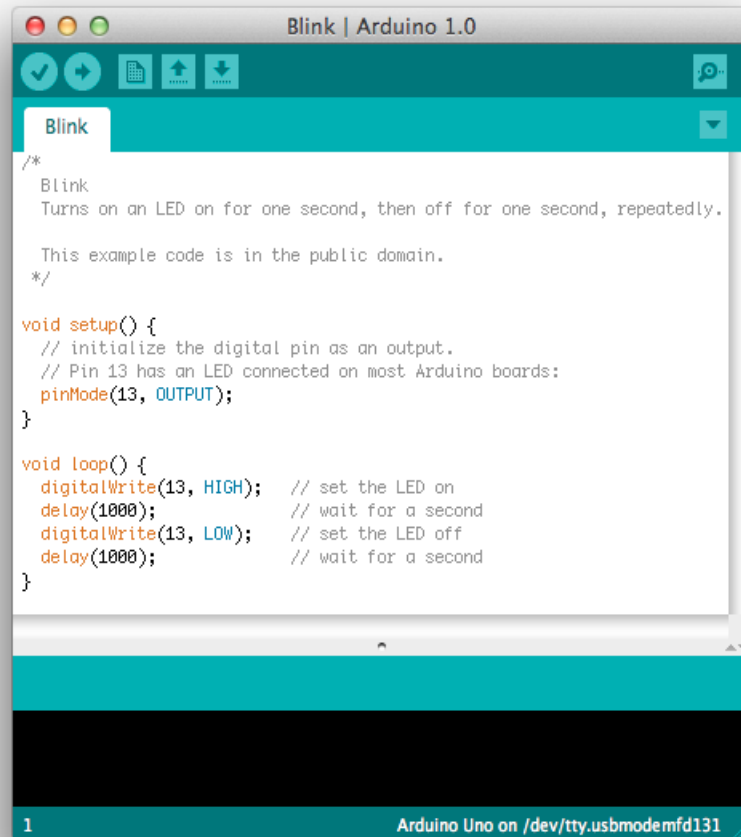 Blink | Arduino 1.0
Blink
/*
  Blink
  Turns on an LED on for one second, then off for one second, repeatedly.

  This example code is in the public domain.
 */

void setup() {
  // initialize the digital pin as an output.
  // Pin 13 has an LED connected on most Arduino boards:
  pinMode(13, OUTPUT);
}

void loop() {
  digitalWrite(13, HIGH);   // set the LED on
  delay(1000);              // wait for a second
  digitalWrite(13, LOW);    // set the LED off
  delay(1000);              // wait for a second
}
1 Arduino Uno on /dev/tty.usbmodemfd131